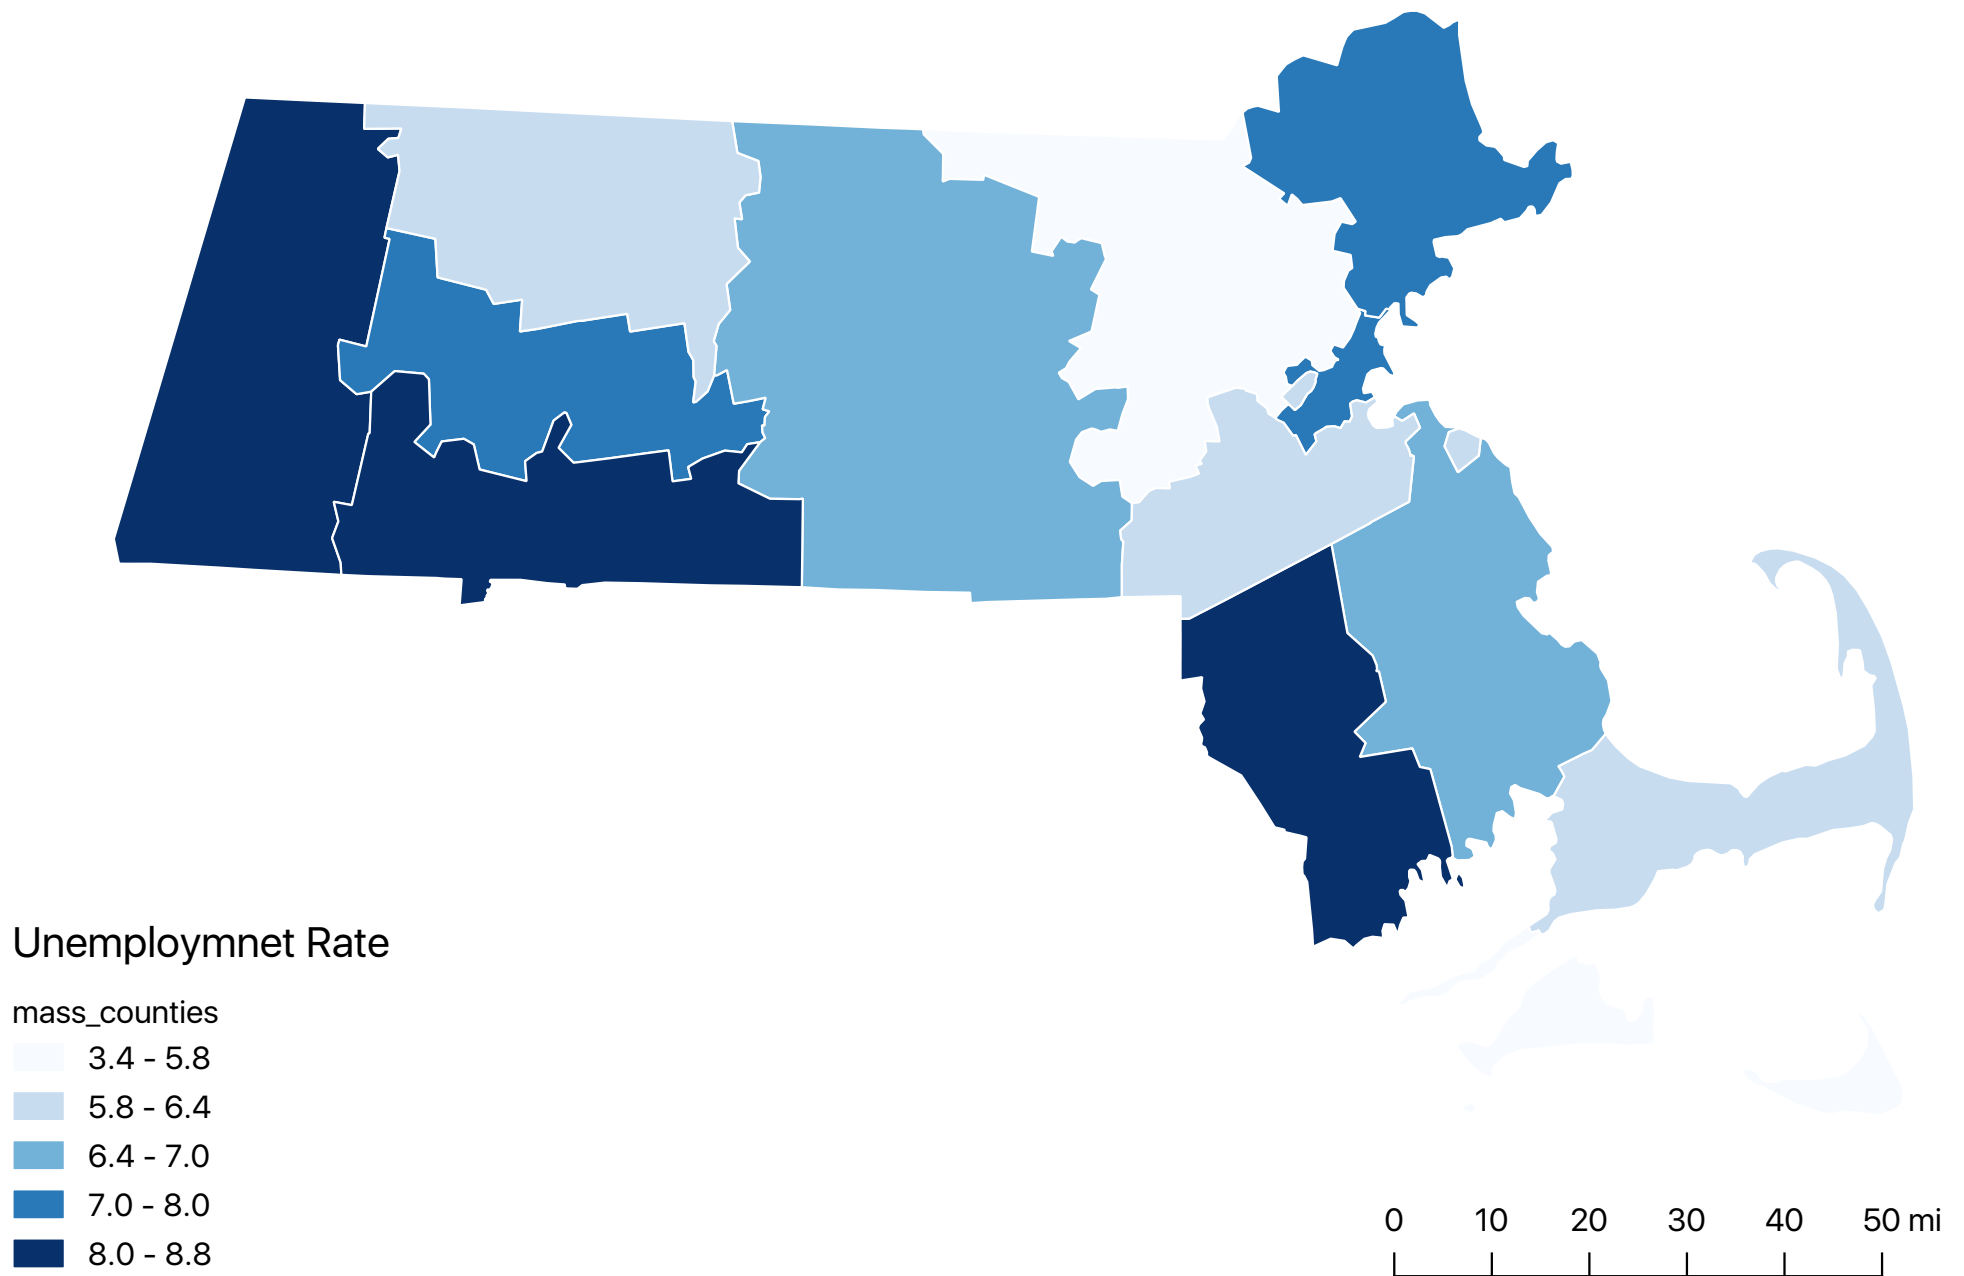 Unemploymnet Rate
mass_counties
3.4 - 5.8
5.8 - 6.4
6.4 - 7.0
7.0 - 8.0
8.0 - 8.8
0 10 20 30 40 50 mi